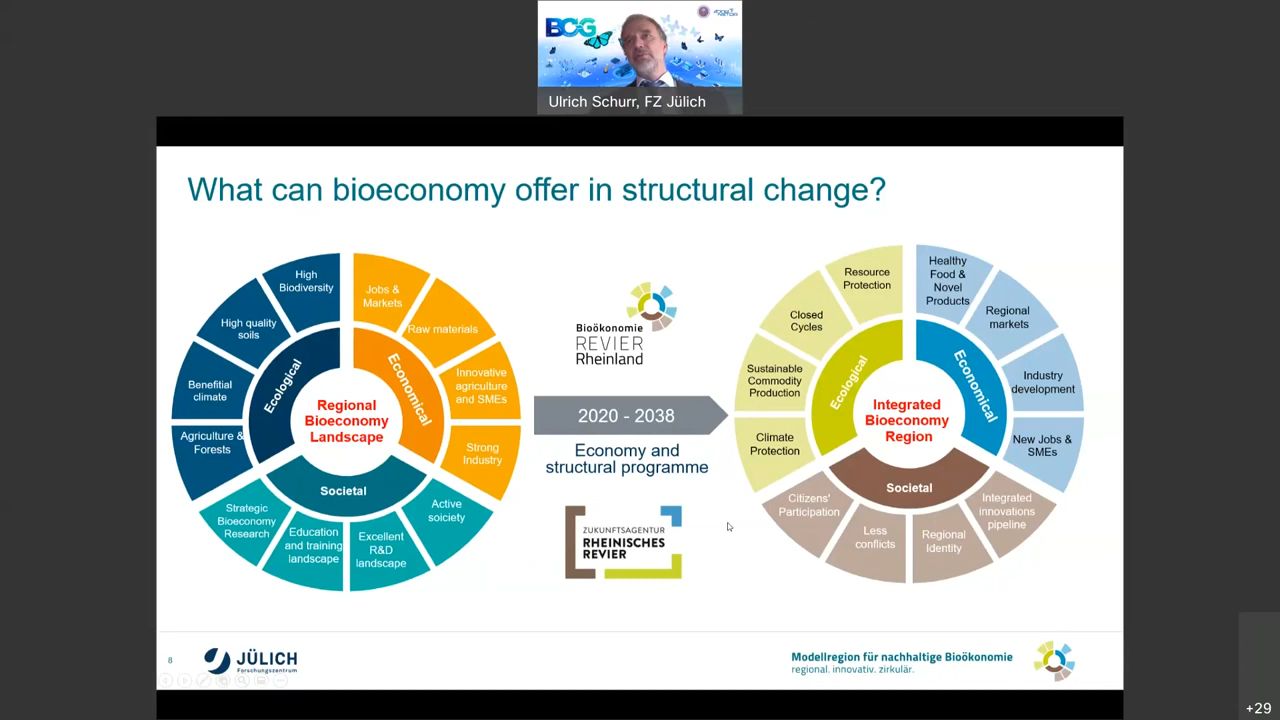 BCG
Ulrich Schurr, FZ Jülich
What can bioeconomy offer in structural change?
High
Biodiversity
High quality
soils
Benefitial
climate
Agriculture &
Forests
Jobs &
Markets
Raw materials
Innovative
agriculture
and SMEs
Strong
Industry
Strategic
Bioeconomy
Research
Education
and training
landscape
Excellent
R&D
landscape
Active
soiciety
Ecological
Economical
Societal
Regional
Bioeconomy
Landscape
Bioökonomie
REVIER
Rheinland
2020 - 2038
Economy and
structural programme
ZUKUNFTSAGENTUR
RHEINISCHES
REVIER
Resource
Protection
Closed
Cycles
Sustainable
Commodity
Production
Climate
Protection
Healthy
Food &
Novel
Products
Regional
markets
Industry
development
New Jobs &
SMEs
Citizens'
Participation
Less
conflicts
Regional
Identity
Integrated
innovations
pipeline
Ecological
Economical
Societal
Integrated
Bioeconomy
Region
8
JÜLICH
Forschungszentrum
Modellregion für nachhaltige Bioökonomie
regional. innovativ. zirkulär.
+29